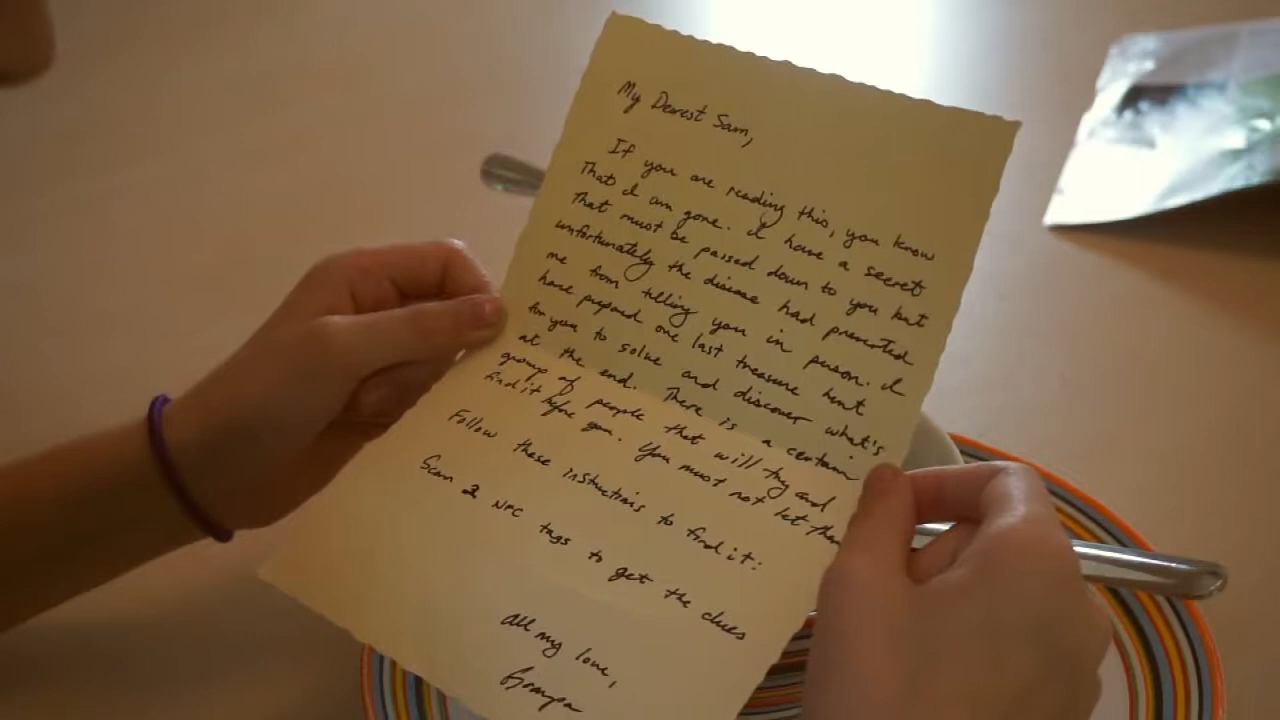 My Dearest Sam,
If you are reading this, you know
That I am gone. I have a secret
That must be passed down to you but
unfortunately the disease had prevented
me from telling you in person. I
have prepared one last treasure hunt
for you to solve and discover what's
at the end. There is a certain
group of people that will try and
find it before you. You must not let them
Follow these instructions to find it:
Scan 2 NFC tags to get the clues
All my love,
Grampa